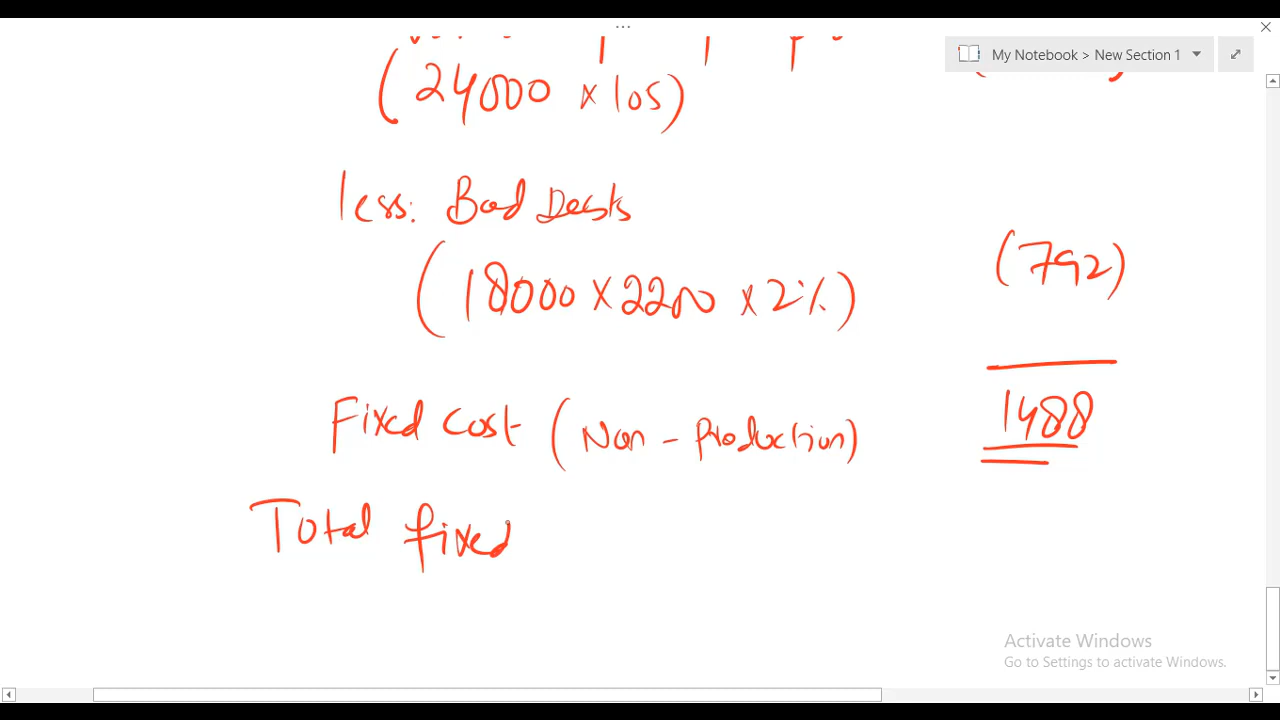 My Notebook > New Section 1
(24000 × 105)
less: Bad Debts
(18000 × 2200 × 2%) (792)
Fixed cost (Non-Production) 1488
Total fixed
Activate Windows
Go to Settings to activate Windows.